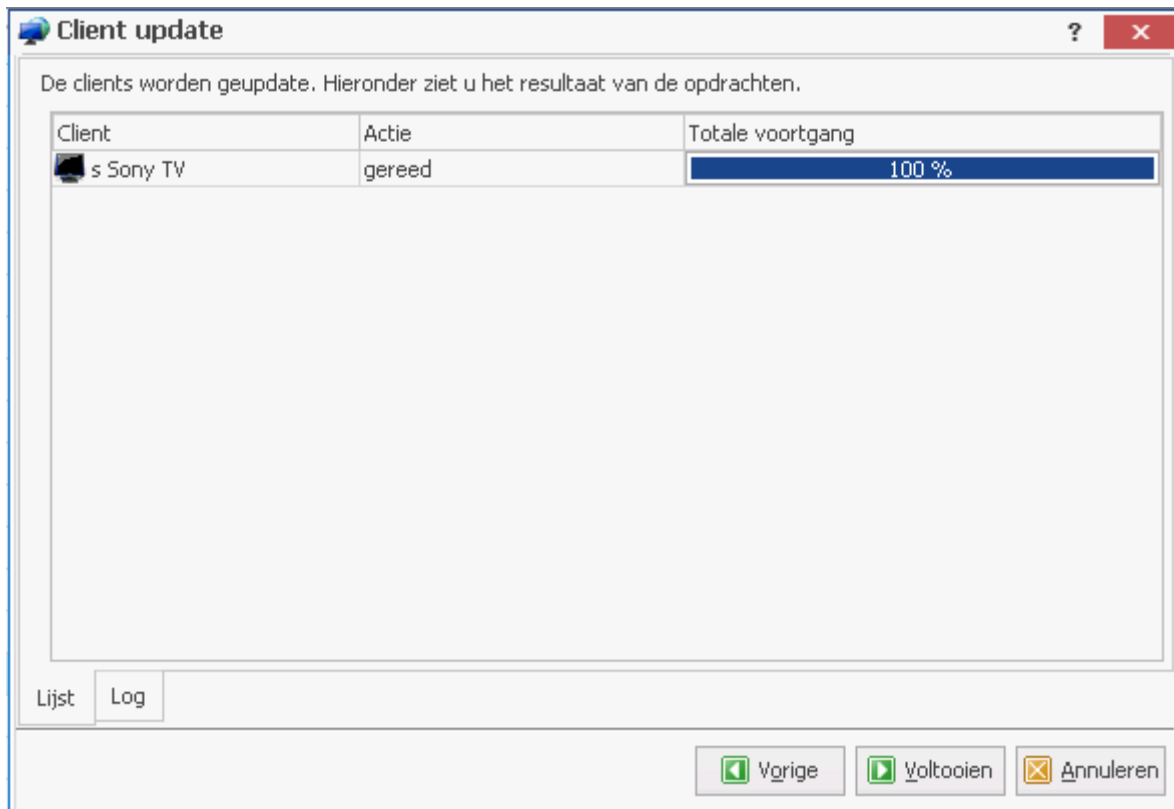 Client update
?
De clients worden geupdate. Hieronder ziet u het resultaat van de opdrachten.
Client Actie Totale voortgang
s Sony TV gereed 100 %
Lijst Log
Vorige Voltooien Annuleren